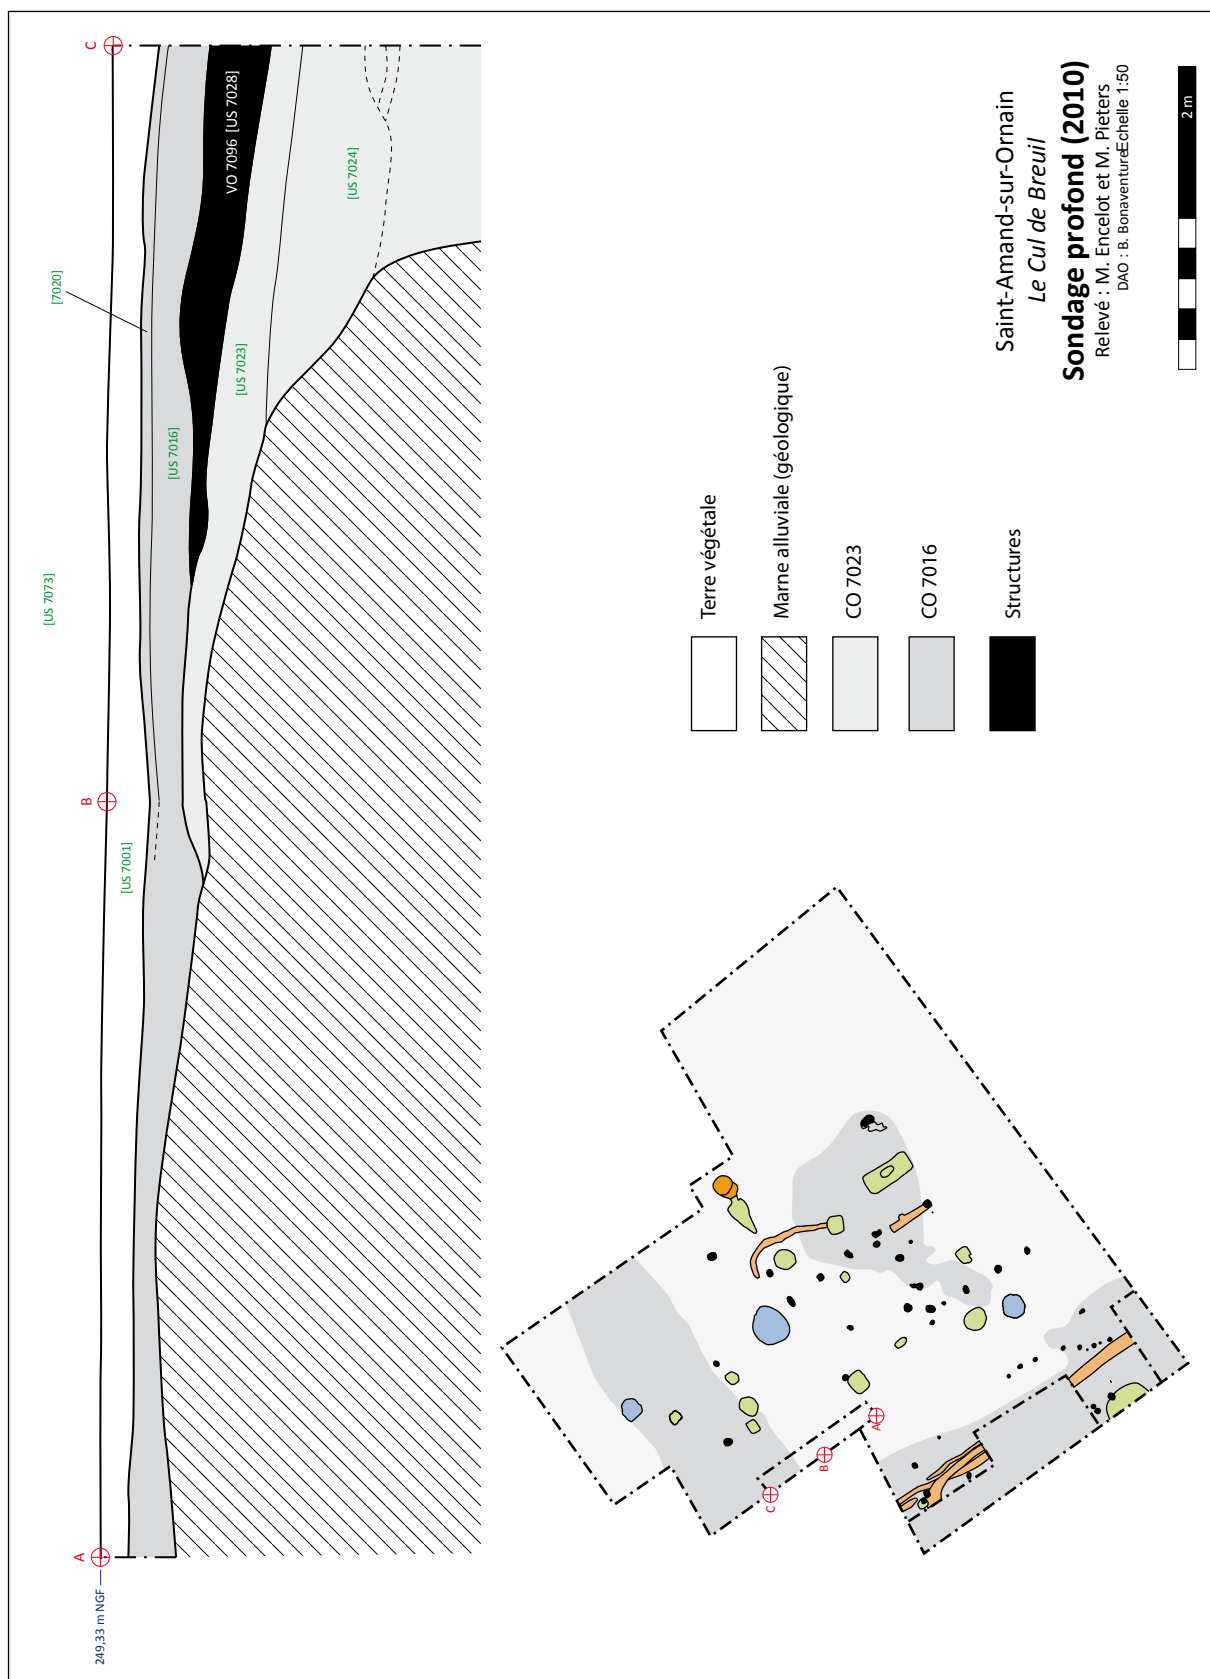 A
249,33 m NGF
B
C
[US 7001]
[US 7073]
[7020]
[US 7016]
VO 7096 [US 7028]
[US 7023]
[US 7024]
Terre végétale
Marne alluviale (géologique)
CO 7023
CO 7016
Structures
Saint-Amand-sur-Ornain
Le Cul de Breuil
Sondage profond (2010)
Relevé : M. Encelot et M. Pieters
DAO : B. Bonaventure Echelle 1:50
2 m
C
B
A